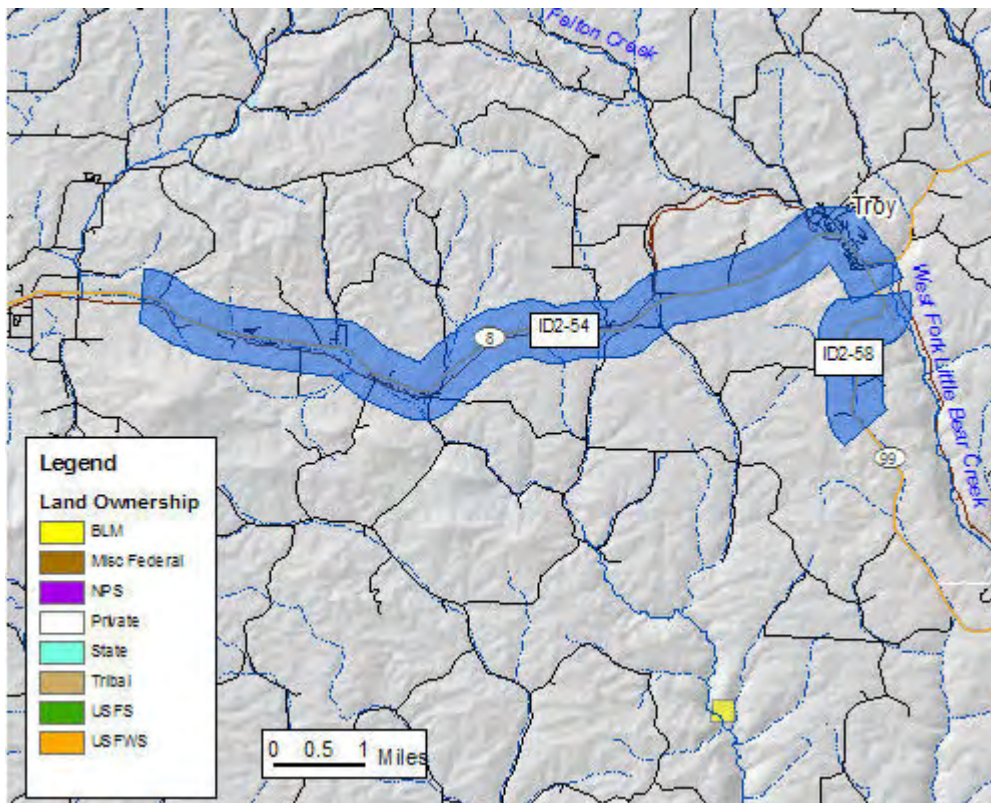 Felton Creek
Troy
8
ID2-54
ID2-58
West Fork Little Bear Creek
99
Legend
Land Ownership
BLM
Misc Federal
NPS
Private
State
Tribal
USFS
USFWS
0 0.5 1 Miles